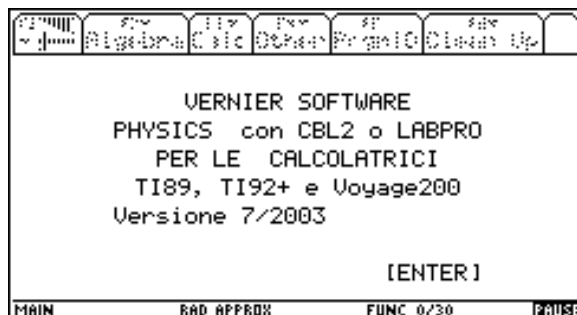 Algebra Calc Other PrgmIO Clean Up
VERNIER SOFTWARE
PHYSICS con CBL2 o LABPRO
PER LE CALCOLATRICI
TI89, TI92+ e Voyage200
Versione 7/2003
[ENTER]
MAIN RAD APPROX FUNC 0/30 PAUSE